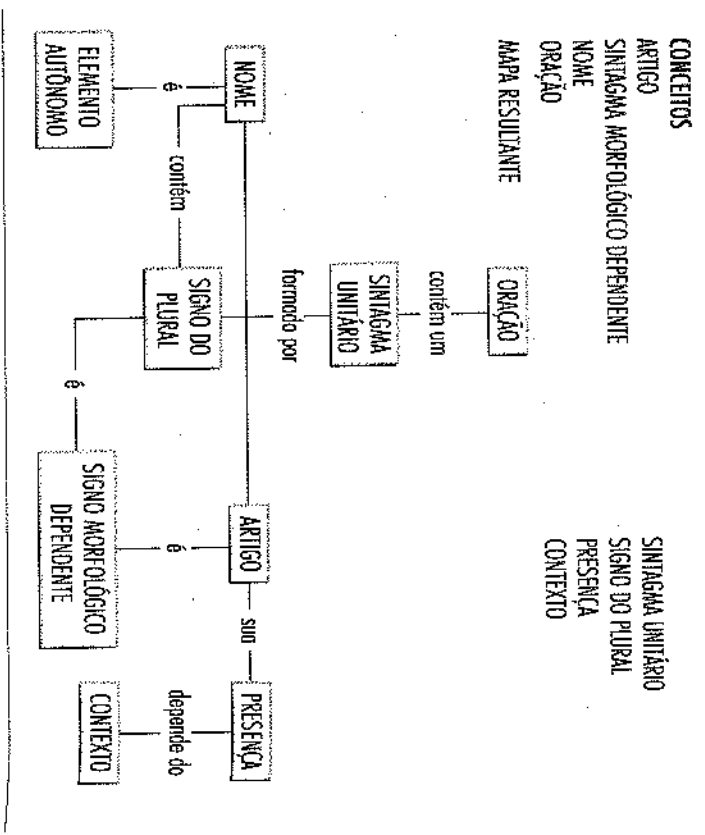 CONCEITOS
ARTIGO
SINTAGMA MORFOLÓGICO DEPENDENTE
NOME
ORAÇÃO
SINTAGMA UNITÁRIO
SIGNO DO PLURAL
PRESENÇA
CONTEXTO
MAPA RESULTANTE
ORAÇÃO
contém um
SINTAGMA
UNITÁRIO
formado por
NOME
ARTIGO
sua
PRESENÇA
é
contém
SIGNO DO
PLURAL
é
depende do
ELEMENTO
AUTÔNOMO
é
SIGNO MORFOLÓGICO
DEPENDENTE
CONTEXTO